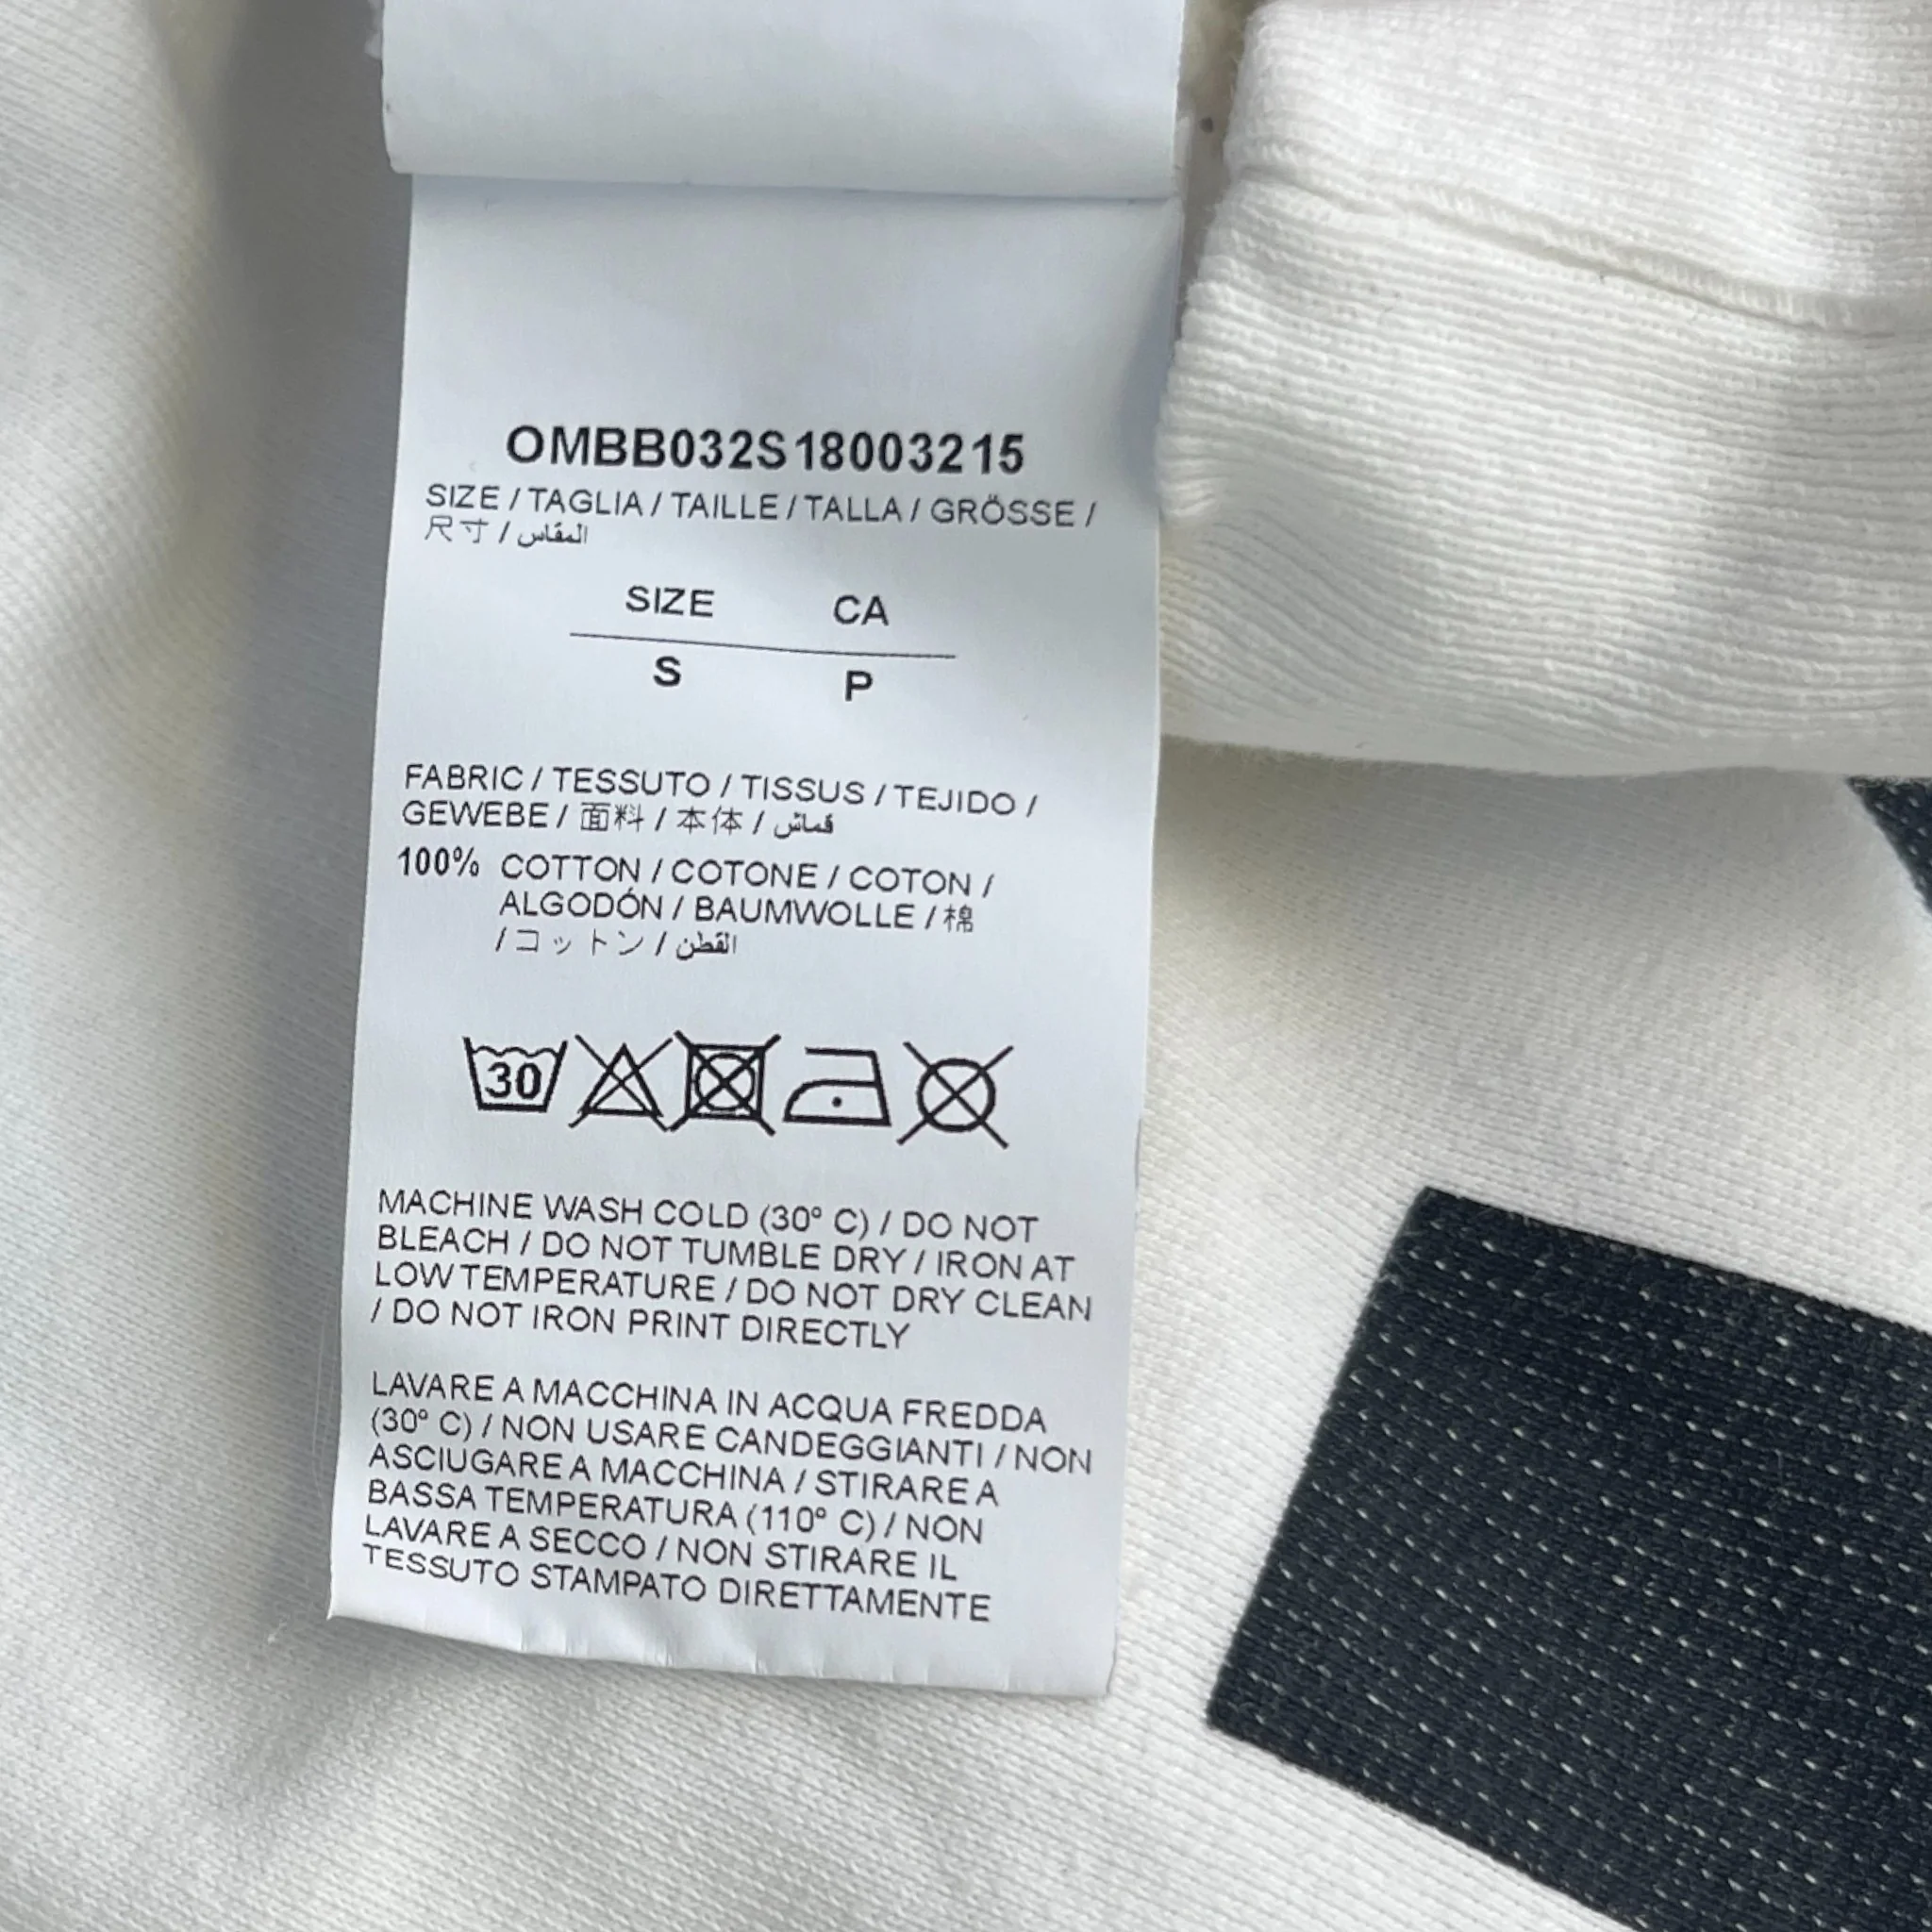 OMBB032S18003215
SIZE / TAGLIA / TAILLE / TALLA / GRÖSSE /
尺寸 / المقاس
SIZE CA
S P
FABRIC / TESSUTO / TISSUS / TEJIDO /
GEWEBE / 面料 / 本体 / قماش
100% COTTON / COTONE / COTON /
ALGODÓN / BAUMWOLLE / 棉
/ コットン / القطن
30
MACHINE WASH COLD (30° C) / DO NOT
BLEACH / DO NOT TUMBLE DRY / IRON AT
LOW TEMPERATURE / DO NOT DRY CLEAN
/ DO NOT IRON PRINT DIRECTLY
LAVARE A MACCHINA IN ACQUA FREDDA
(30° C) / NON USARE CANDEGGIANTI / NON
ASCIUGARE A MACCHINA / STIRARE A
BASSA TEMPERATURA (110° C) / NON
LAVARE A SECCO / NON STIRARE IL
TESSUTO STAMPATO DIRETTAMENTE